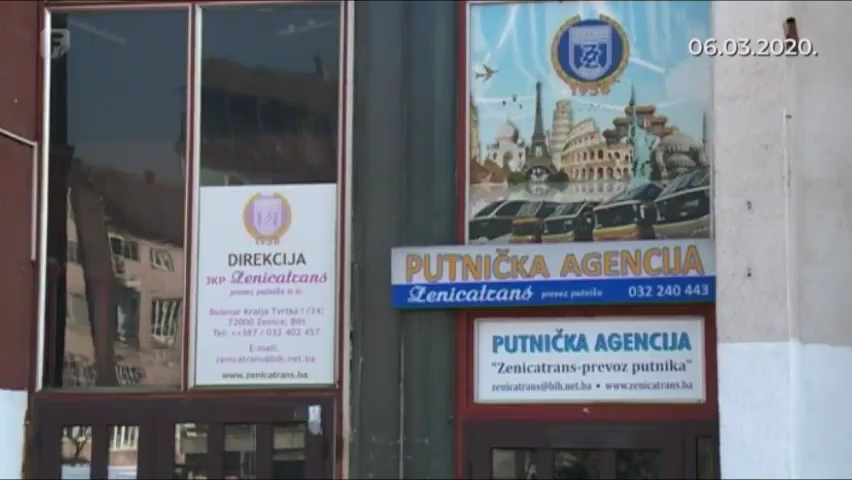 06.03.2020.
1956
1956
DIREKCIJA
JKP Zenicatrans
prevoz putnika
Bulevar Kralja Tvrtka I /34;
72000 Zenica; BiH
Tel: ++387 / 032 402 457
E-mail:
zenicatrans@bih.net.ba
www.zenicatrans.ba
PUTNIČKA AGENCIJA
Zenicatrans prevoz putnika 032 240 443
PUTNIČKA AGENCIJA
"Zenicatrans-prevoz putnika"
zenicatrans@bih.net.ba • www.zenicatrans.ba